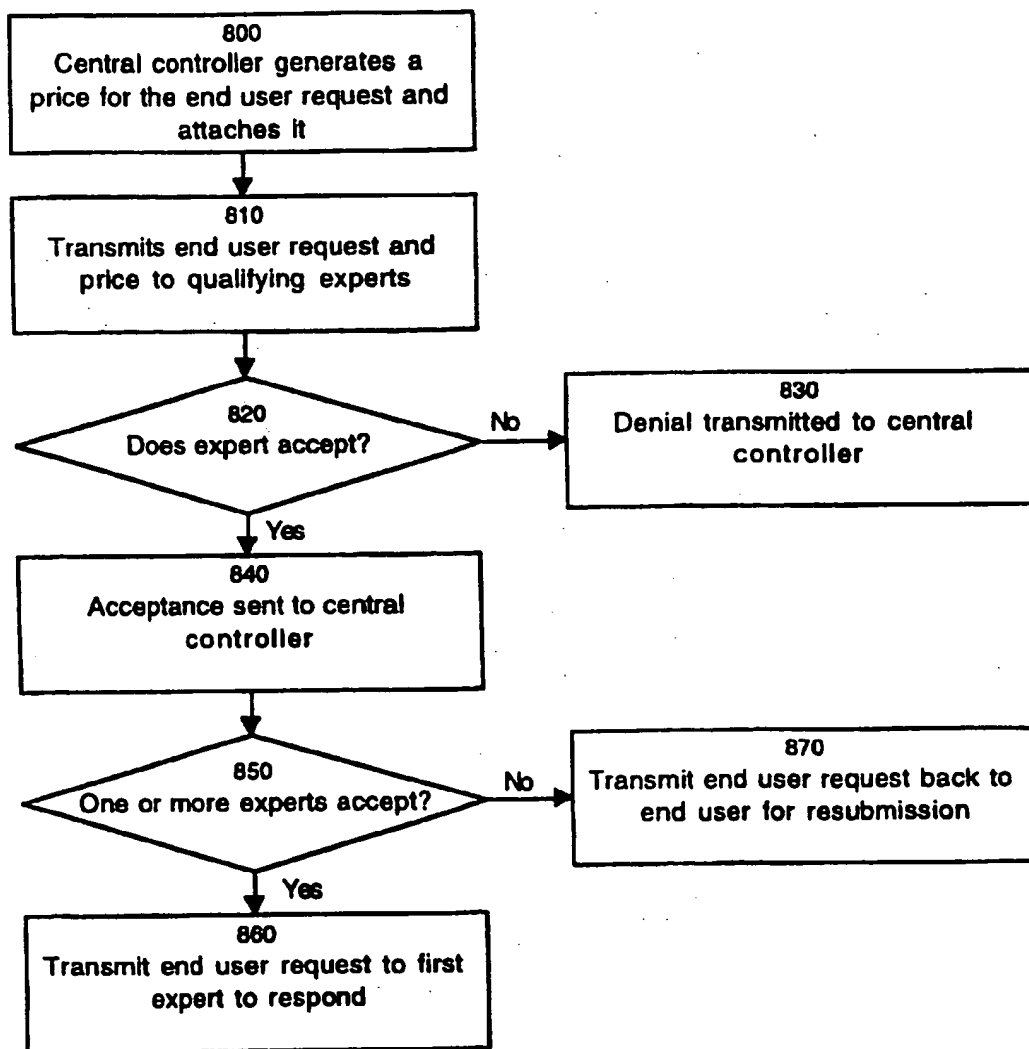 800
Central controller generates a
price for the end user request and
attaches it
810
Transmits end user request and
price to qualifying experts
820
Does expert accept?
No
830
Denial transmitted to central
controller
Yes
840
Acceptance sent to central
controller
850
One or more experts accept?
No
870
Transmit end user request back to
end user for resubmission
Yes
860
Transmit end user request to first
expert to respond